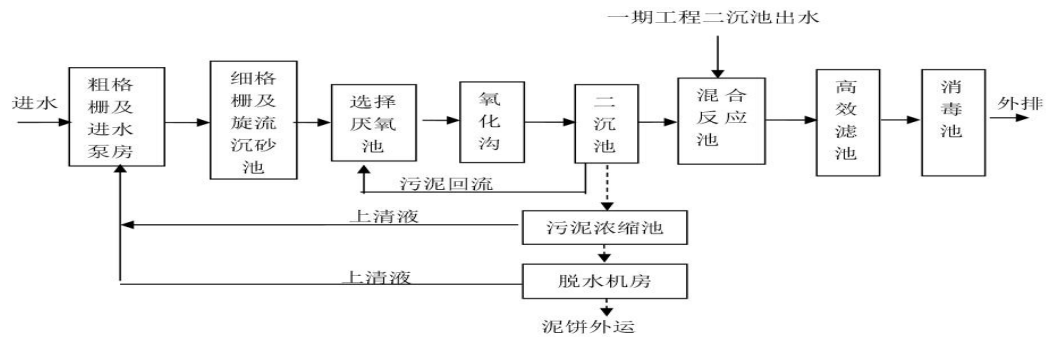 一期工程二沉池出水
进水
粗格
栅及
进水
泵房
细格
栅及
旋流
沉砂
池
选择
厌氧
池
氧
化
沟
二
沉
池
混合
反应
池
高
效
滤
池
消
毒
池
外排
污泥回流
上清液
污泥浓缩池
上清液
脱水机房
泥饼外运